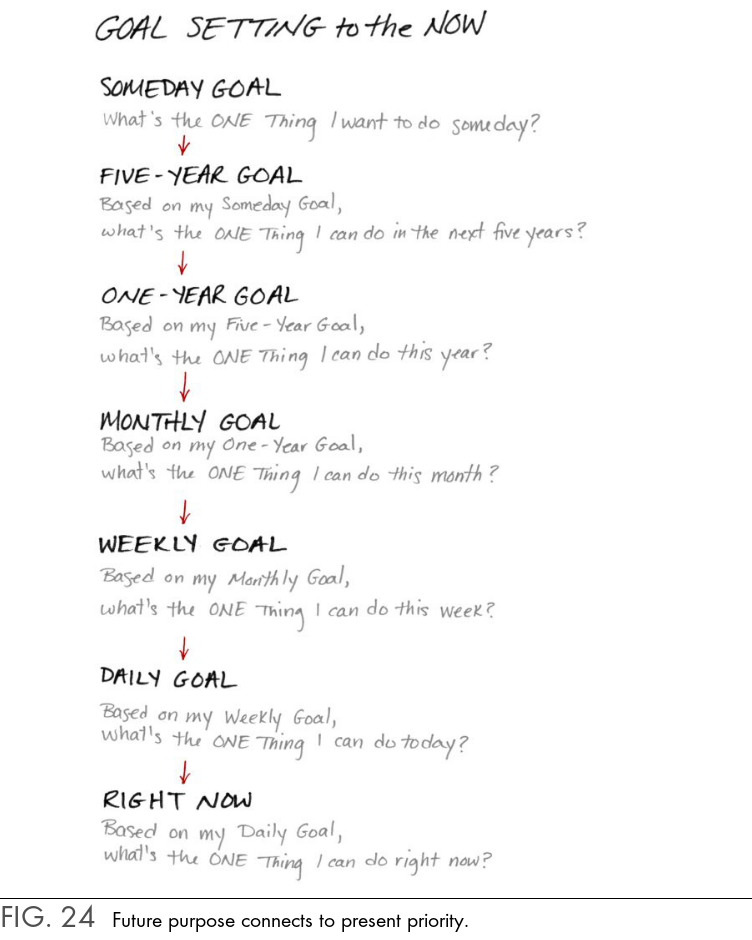 GOAL SETTING to the NOW
SOMEDAY GOAL
What's the ONE Thing I want to do someday?
FIVE-YEAR GOAL
Based on my Someday Goal,
what's the ONE Thing I can do in the next five years?
ONE-YEAR GOAL
Based on my Five-Year Goal,
what's the ONE Thing I can do this year?
MONTHLY GOAL
Based on my One-Year Goal,
what's the ONE Thing I can do this month?
WEEKLY GOAL
Based on my Monthly Goal,
what's the ONE Thing I can do this week?
DAILY GOAL
Based on my Weekly Goal,
what's the ONE Thing I can do today?
RIGHT NOW
Based on my Daily Goal,
what's the ONE Thing I can do right now?
FIG. 24 Future purpose connects to present priority.